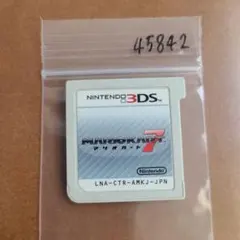 45842
NINTENDO 3DS
MARIOKART 7
マリオカート
Nintendo
LNA-CTR-AMKJ-JPN